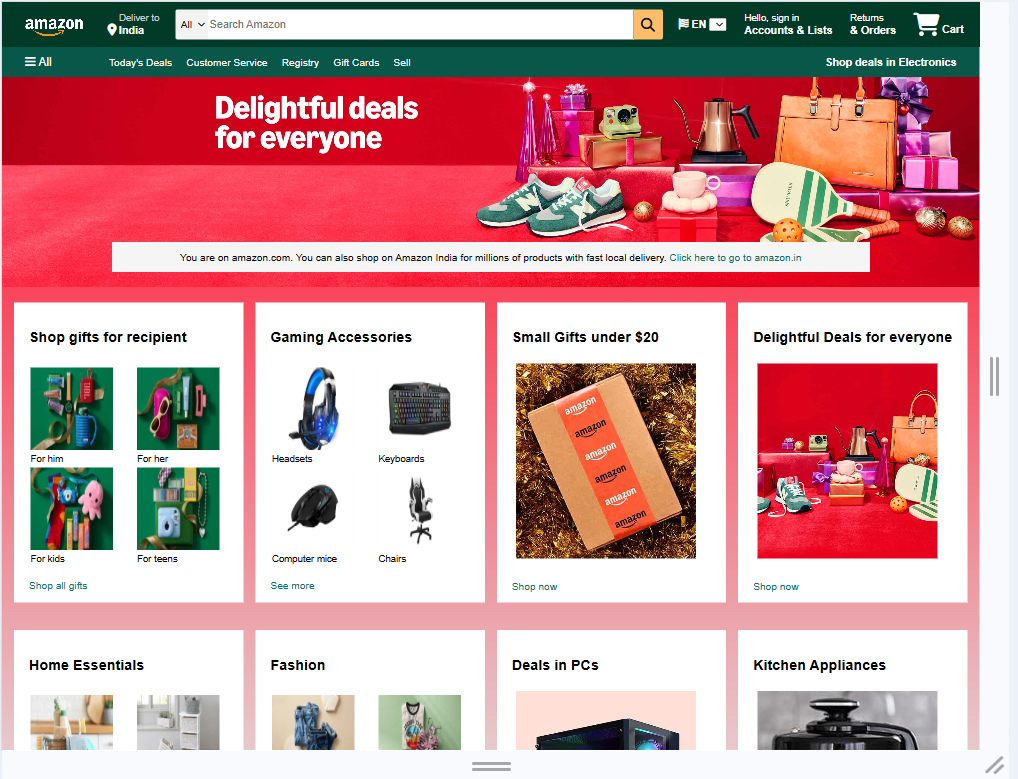 amazon
Deliver to
India
All
Search Amazon
EN
Hello, sign in
Accounts & Lists
Returns
& Orders
Cart
All
Today's Deals
Customer Service
Registry
Gift Cards
Sell
Shop deals in Electronics
Delightful deals
for everyone
You are on amazon.com. You can also shop on Amazon India for millions of products with fast local delivery. Click here to go to amazon.in
Shop gifts for recipient
For him
For her
For kids
For teens
Shop all gifts
Gaming Accessories
Headsets
Keyboards
Computer mice
Chairs
See more
Small Gifts under $20
amazon
amazon
amazon
amazon
amazon
amazon
Shop now
Delightful Deals for everyone
Shop now
Home Essentials
Fashion
Deals in PCs
Kitchen Appliances